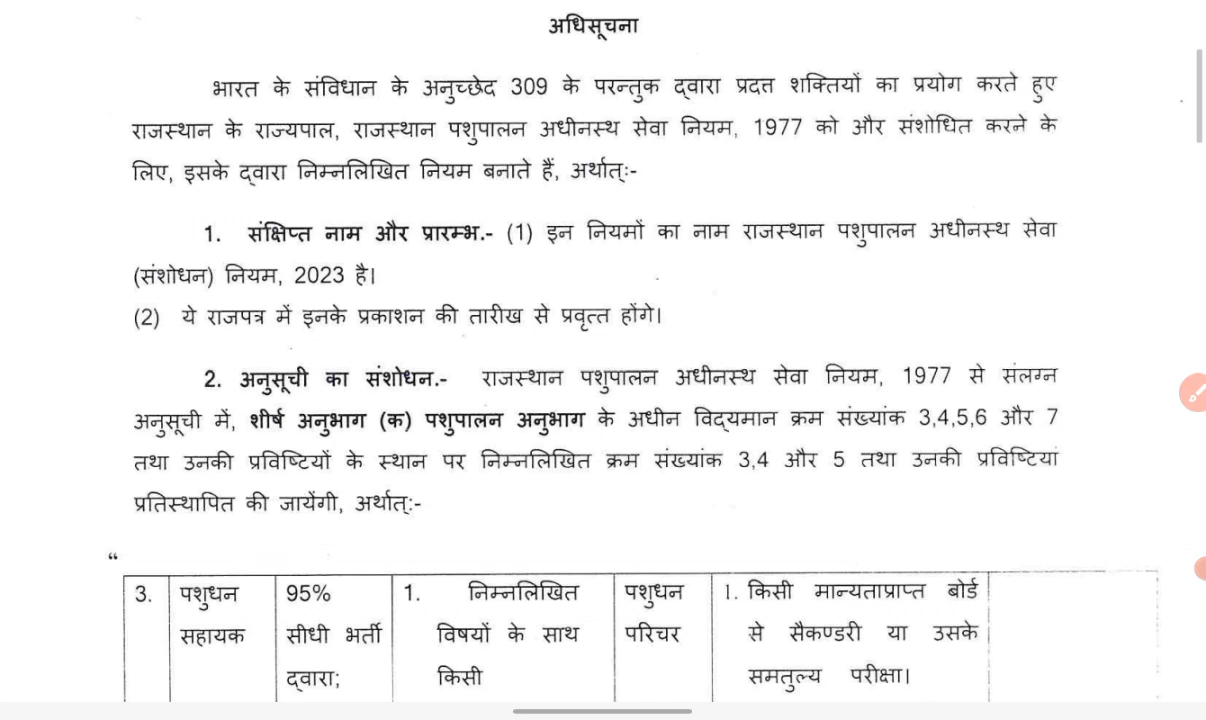 अधिसूचना
भारत के संविधान के अनुच्छेद 309 के परन्तुक द्वारा प्रदत्त शक्तियों का प्रयोग करते हुए
राजस्थान के राज्यपाल, राजस्थान पशुपालन अधीनस्थ सेवा नियम, 1977 को और संशोधित करने के
लिए, इसके द्वारा निम्नलिखित नियम बनाते हैं, अर्थात्:-
1. संक्षिप्त नाम और प्रारम्भ.- (1) इन नियमों का नाम राजस्थान पशुपालन अधीनस्थ सेवा
(संशोधन) नियम, 2023 है।
(2) ये राजपत्र में इनके प्रकाशन की तारीख से प्रवृत्त होंगे।
2. अनुसूची का संशोधन.- राजस्थान पशुपालन अधीनस्थ सेवा नियम, 1977 से संलग्न
अनुसूची में, शीर्ष अनुभाग (क) पशुपालन अनुभाग के अधीन विद्यमान क्रम संख्यांक 3,4,5,6 और 7
तथा उनकी प्रविष्टियों के स्थान पर निम्नलिखित क्रम संख्यांक 3,4 और 5 तथा उनकी प्रविष्टियां
प्रतिस्थापित की जायेंगी, अर्थात्:-
“
3. पशुधन 95% 1. निम्नलिखित पशुधन 1. किसी मान्यताप्राप्त बोर्ड
सहायक सीधी भर्ती विषयों के साथ परिचर से सैकण्डरी या उसके
द्वारा; किसी समतुल्य परीक्षा।